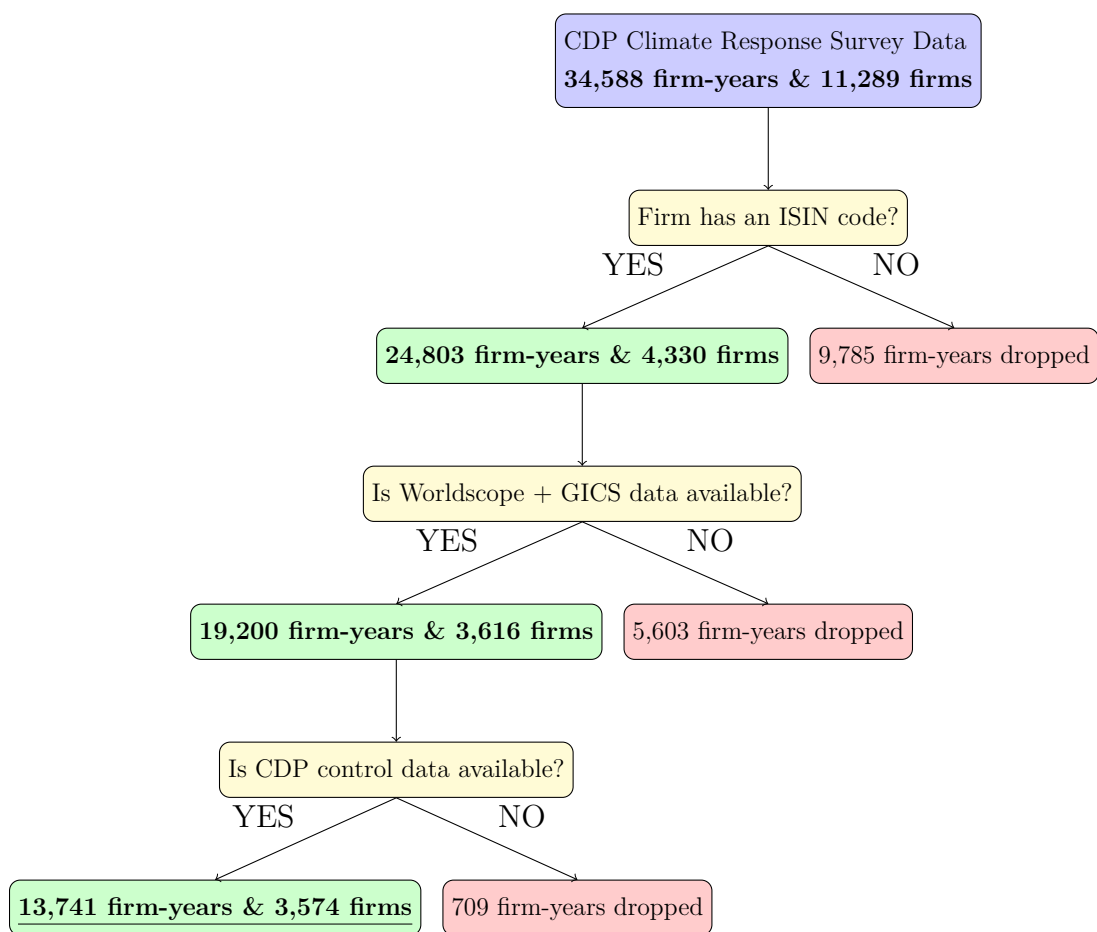 CDP Climate Response Survey Data
34,588 firm-years & 11,289 firms
Firm has an ISIN code?
YES
NO
24,803 firm-years & 4,330 firms
9,785 firm-years dropped
Is Worldscope + GICS data available?
YES
NO
19,200 firm-years & 3,616 firms
5,603 firm-years dropped
Is CDP control data available?
YES
NO
13,741 firm-years & 3,574 firms
709 firm-years dropped